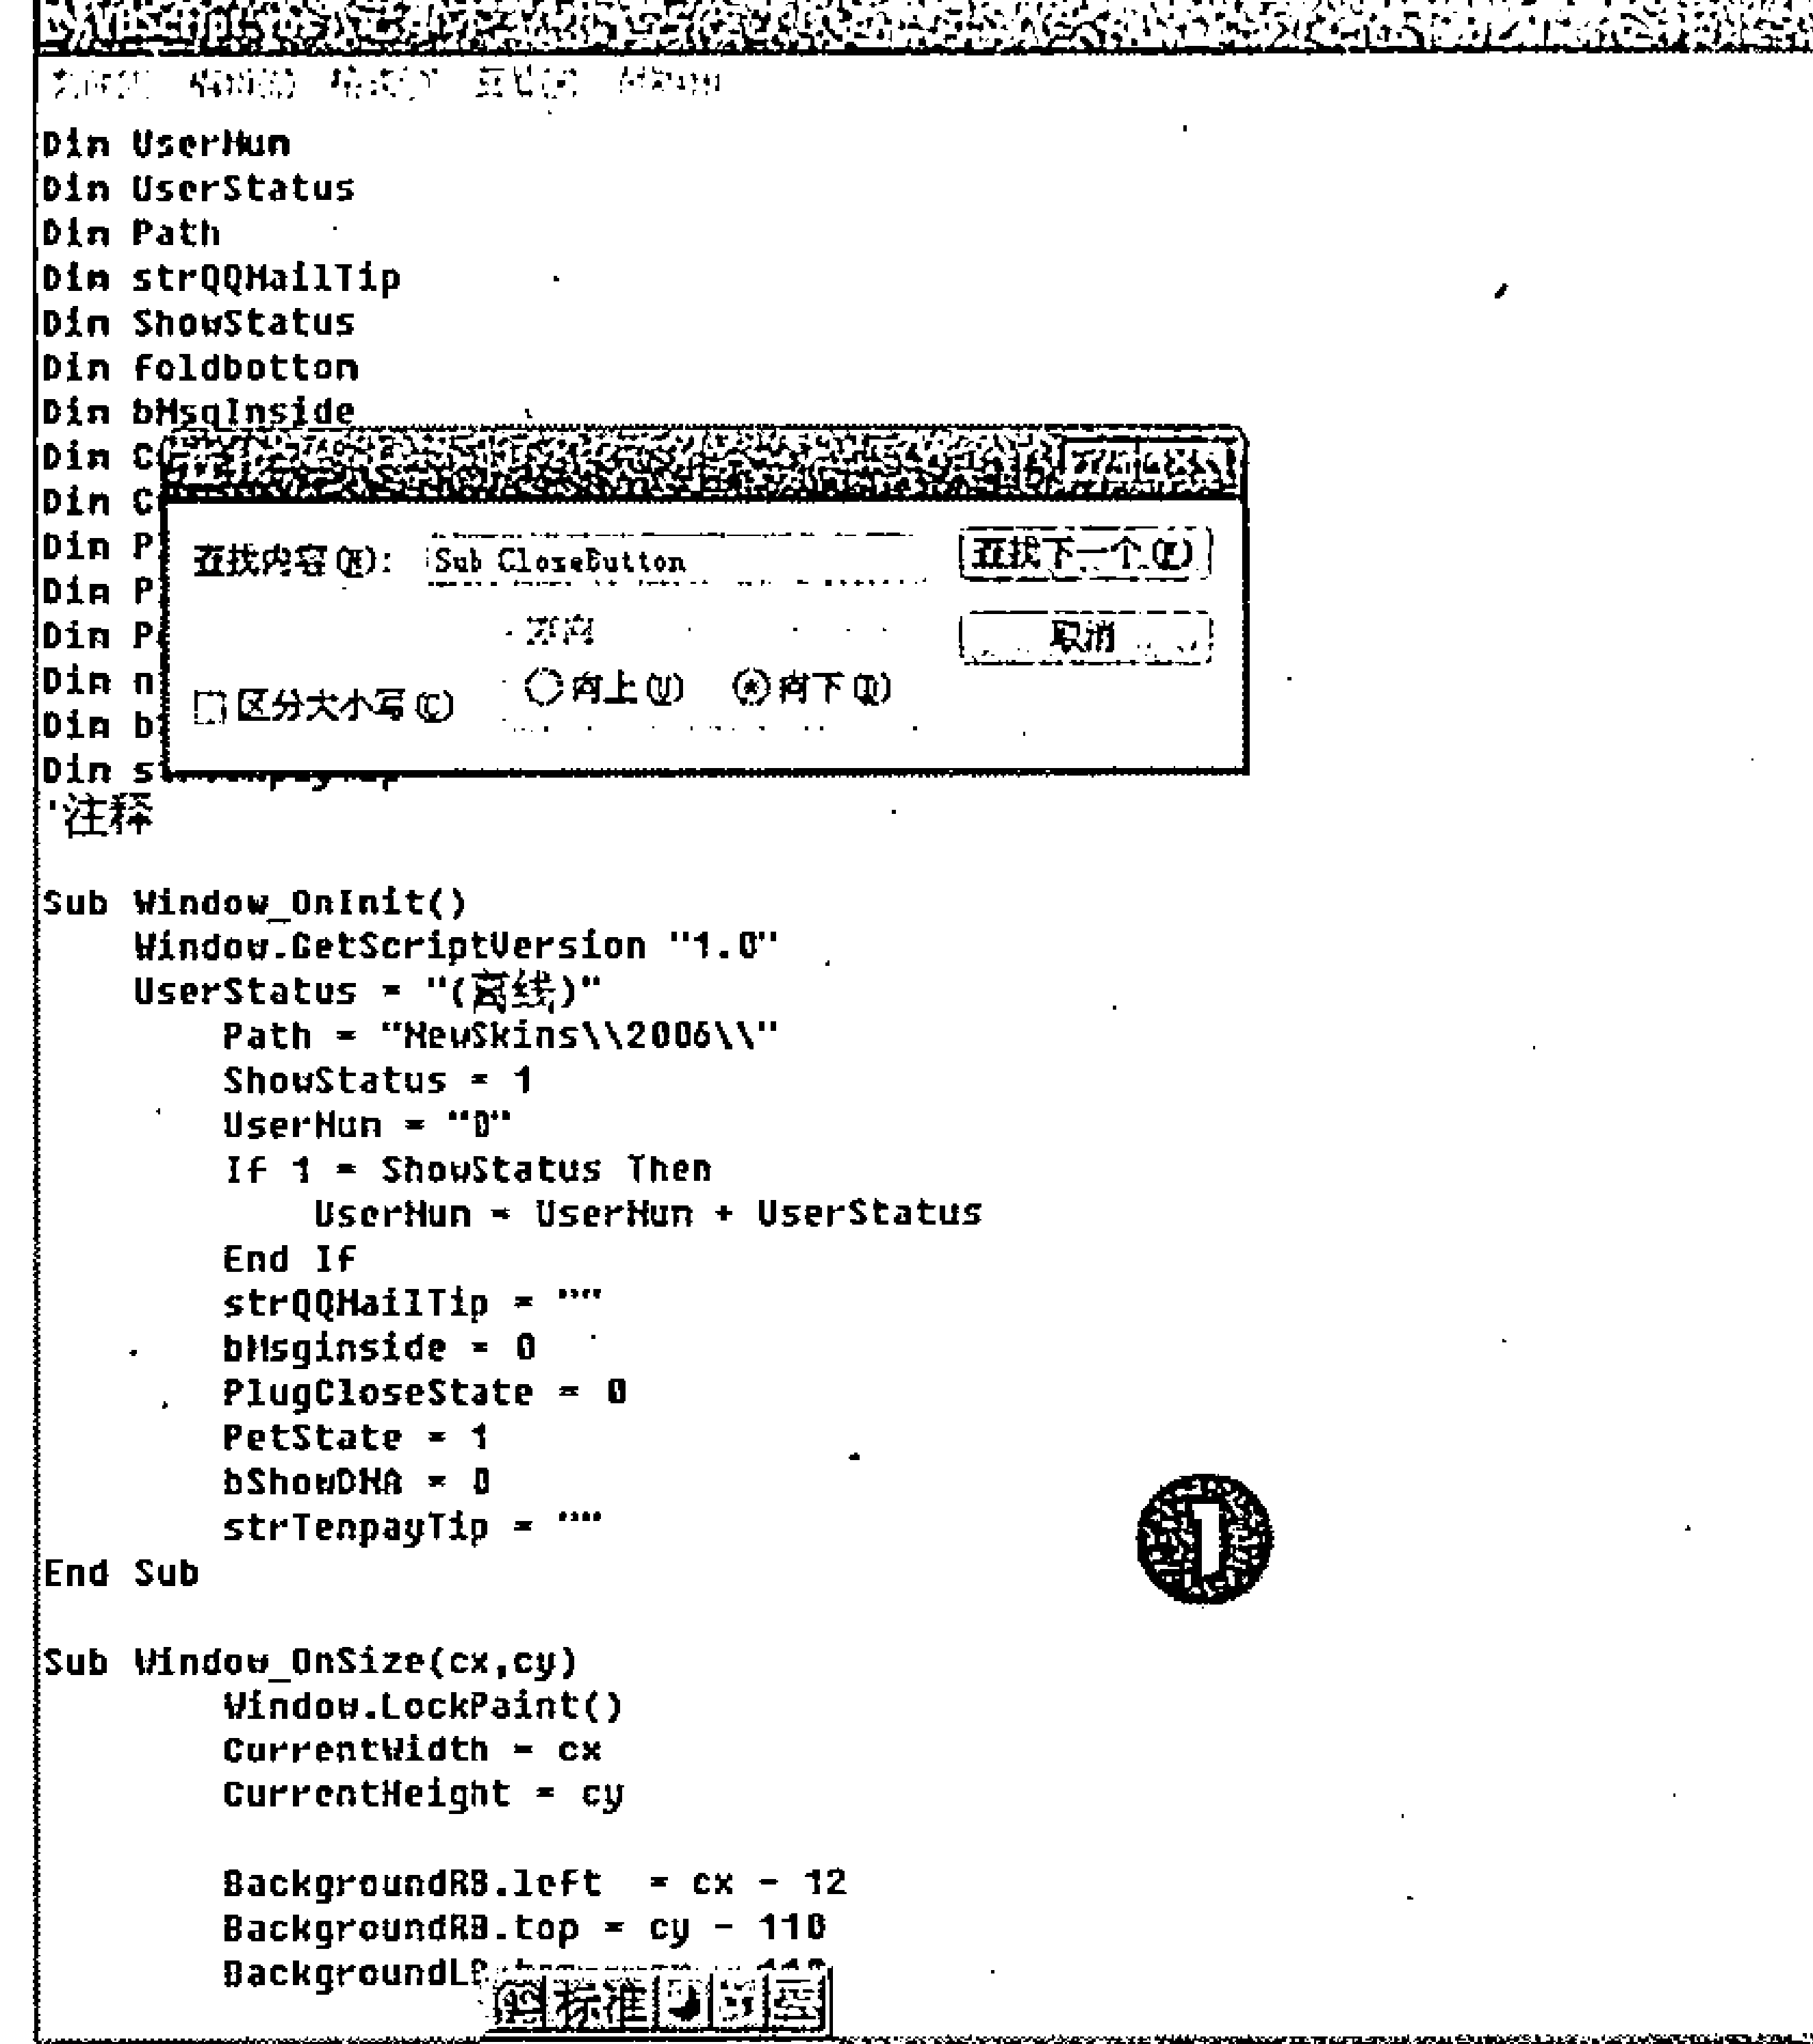 Dim UserNum
Dim UserStatus
Dim Path
Dim strQQMailTip
Dim ShowStatus
Dim foldbottom
Dim bMsgInside
Dim
Dim
Dim
Dim
Dim
Dim
Dim
Dim
查找内容(N): Sub CloseButton 查找下一个(F)
方向 取消
区分大小写(C) 向上(U) 向下(D)
'注释
Sub Window_OnInit()
Window.GetScriptVersion "1.0"
UserStatus = "(离线)"
Path = "NewSkins\\2006\\"
ShowStatus = 1
UserNum = "0"
If 1 = ShowStatus Then
UserNum = UserNum + UserStatus
End If
strQQMailTip = ""
bMsginside = 0
PlugCloseState = 0
PetState = 1
bShowDNA = 0
strTenpayTip = ""
End Sub
1
Sub Window_OnSize(cx,cy)
Window.LockPaint()
CurrentWidth = cx
CurrentHeight = cy
BackgroundRB.left = cx - 12
BackgroundRB.top = cy - 110
标准